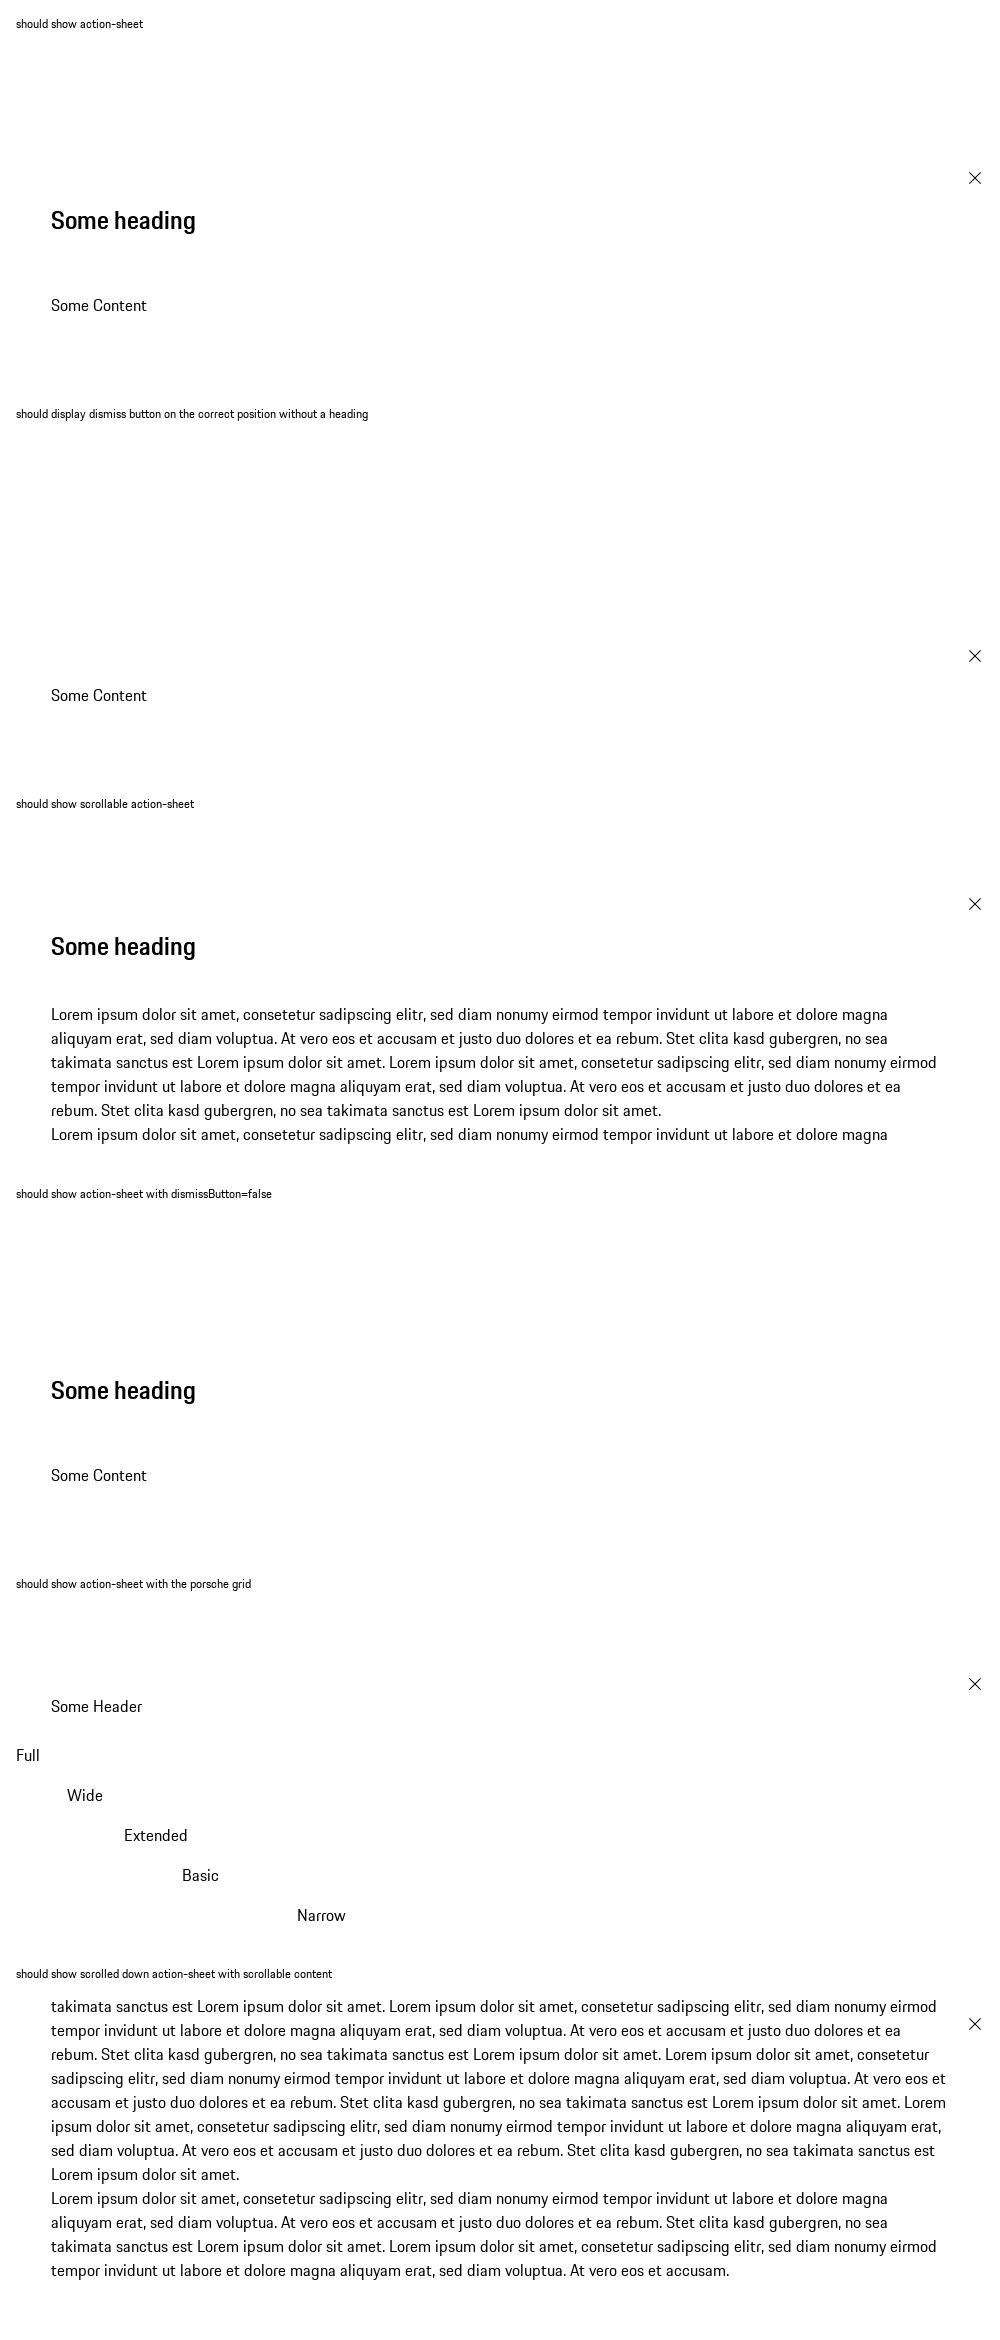 should show action-sheet
Some heading
Some Content
should display dismiss button on the correct position without a heading
Some Content
should show scrollable action-sheet
Some heading
Lorem ipsum dolor sit amet, consetetur sadipscing elitr, sed diam nonumy eirmod tempor invidunt ut labore et dolore magna
aliquyam erat, sed diam voluptua. At vero eos et accusam et justo duo dolores et ea rebum. Stet clita kasd gubergren, no sea
takimata sanctus est Lorem ipsum dolor sit amet. Lorem ipsum dolor sit amet, consetetur sadipscing elitr, sed diam nonumy eirmod
tempor invidunt ut labore et dolore magna aliquyam erat, sed diam voluptua. At vero eos et accusam et justo duo dolores et ea
rebum. Stet clita kasd gubergren, no sea takimata sanctus est Lorem ipsum dolor sit amet.
Lorem ipsum dolor sit amet, consetetur sadipscing elitr, sed diam nonumy eirmod tempor invidunt ut labore et dolore magna
should show action-sheet with dismissButton=false
Some heading
Some Content
should show action-sheet with the porsche grid
Some Header
Full
Wide
Extended
Basic
Narrow
should show scrolled down action-sheet with scrollable content
takimata sanctus est Lorem ipsum dolor sit amet. Lorem ipsum dolor sit amet, consetetur sadipscing elitr, sed diam nonumy eirmod
tempor invidunt ut labore et dolore magna aliquyam erat, sed diam voluptua. At vero eos et accusam et justo duo dolores et ea
rebum. Stet clita kasd gubergren, no sea takimata sanctus est Lorem ipsum dolor sit amet. Lorem ipsum dolor sit amet, consetetur
sadipscing elitr, sed diam nonumy eirmod tempor invidunt ut labore et dolore magna aliquyam erat, sed diam voluptua. At vero eos et
accusam et justo duo dolores et ea rebum. Stet clita kasd gubergren, no sea takimata sanctus est Lorem ipsum dolor sit amet. Lorem
ipsum dolor sit amet, consetetur sadipscing elitr, sed diam nonumy eirmod tempor invidunt ut labore et dolore magna aliquyam erat,
sed diam voluptua. At vero eos et accusam et justo duo dolores et ea rebum. Stet clita kasd gubergren, no sea takimata sanctus est
Lorem ipsum dolor sit amet.
Lorem ipsum dolor sit amet, consetetur sadipscing elitr, sed diam nonumy eirmod tempor invidunt ut labore et dolore magna
aliquyam erat, sed diam voluptua. At vero eos et accusam et justo duo dolores et ea rebum. Stet clita kasd gubergren, no sea
takimata sanctus est Lorem ipsum dolor sit amet. Lorem ipsum dolor sit amet, consetetur sadipscing elitr, sed diam nonumy eirmod
tempor invidunt ut labore et dolore magna aliquyam erat, sed diam voluptua. At vero eos et accusam.